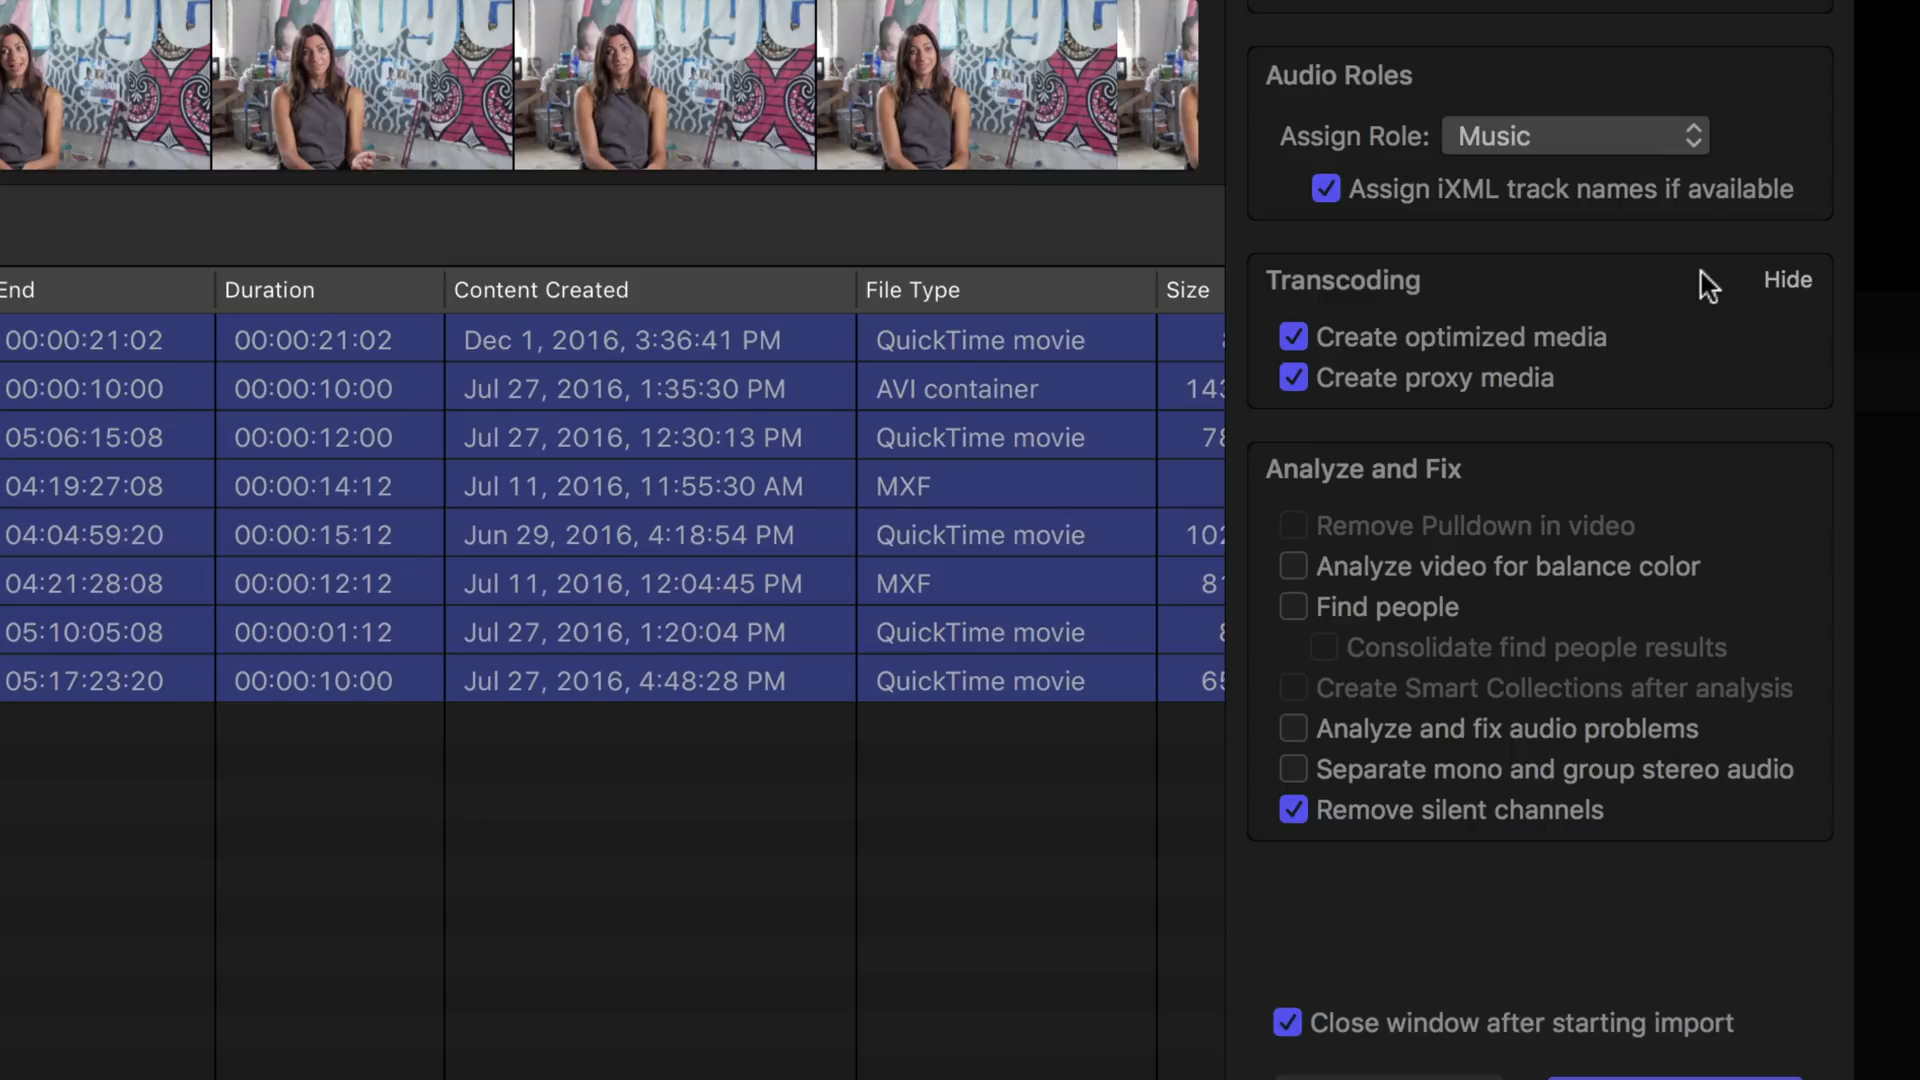 Audio Roles
Assign Role: Music
Assign iXML track names if available
Transcoding Hide
Create optimized media
Create proxy media
Analyze and Fix
Remove Pulldown in video
Analyze video for balance color
Find people
Consolidate find people results
Create Smart Collections after analysis
Analyze and fix audio problems
Separate mono and group stereo audio
Remove silent channels
Close window after starting import
End Duration Content Created File Type Size
00:00:21:02 00:00:21:02 Dec 1, 2016, 3:36:41 PM QuickTime movie
00:00:10:00 00:00:10:00 Jul 27, 2016, 1:35:30 PM AVI container 143
05:06:15:08 00:00:12:00 Jul 27, 2016, 12:30:13 PM QuickTime movie 78
04:19:27:08 00:00:14:12 Jul 11, 2016, 11:55:30 AM MXF
04:04:59:20 00:00:15:12 Jun 29, 2016, 4:18:54 PM QuickTime movie 102
04:21:28:08 00:00:12:12 Jul 11, 2016, 12:04:45 PM MXF 81
05:10:05:08 00:00:01:12 Jul 27, 2016, 1:20:04 PM QuickTime movie
05:17:23:20 00:00:10:00 Jul 27, 2016, 4:48:28 PM QuickTime movie 65